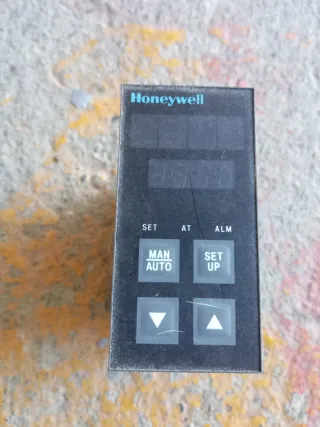 Honeywell
SET AT ALM
MAN AUTO SET UP